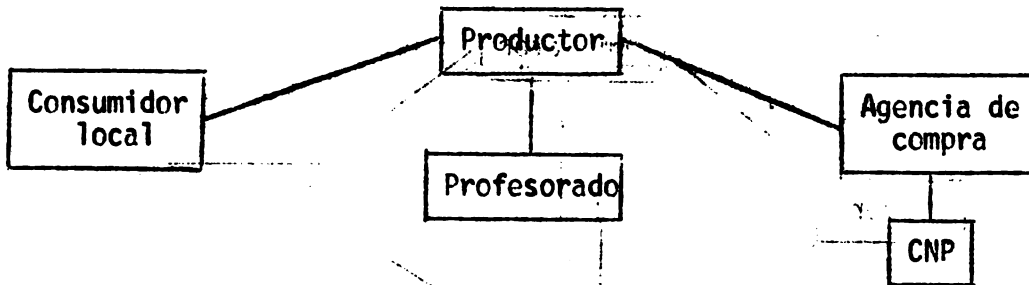 Productor
Consumidor
local
Agencia de
compra
Profesorado
CNP